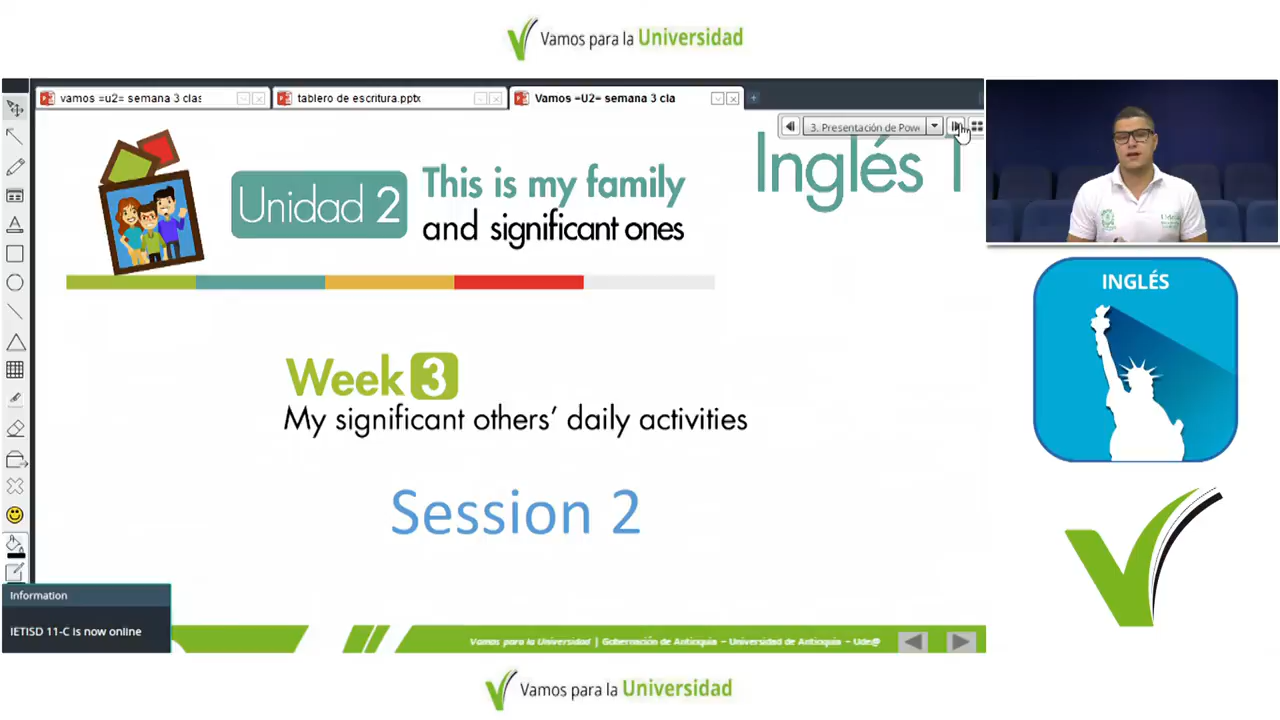 Vamos para la Universidad
vamos =u2= semana 3 clas
tablero de escritura.pptx
Vamos =U2= semana 3 cla
3. Presentación de Pow
Inglés 1
Unidad 2
This is my family
and significant ones
INGLÉS
Week 3
My significant others' daily activities
Session 2
Information
IETISD 11-C is now online
Vamos para la Universidad | Gobernación de Antioquia – Universidad de Antioquia – Ude@
Vamos para la Universidad